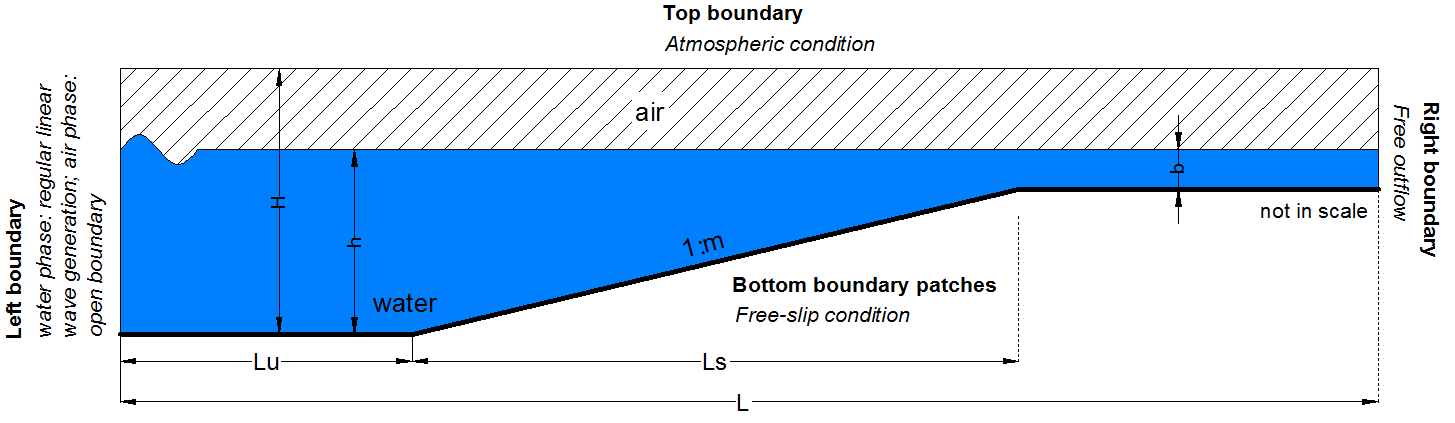 Top boundary
Atmospheric condition
air
Left boundary
water phase: regular linear
wave generation; air phase:
open boundary
H
h
b
Right boundary
Free outflow
not in scale
1:m
water
Bottom boundary patches
Free-slip condition
Lu
Ls
L